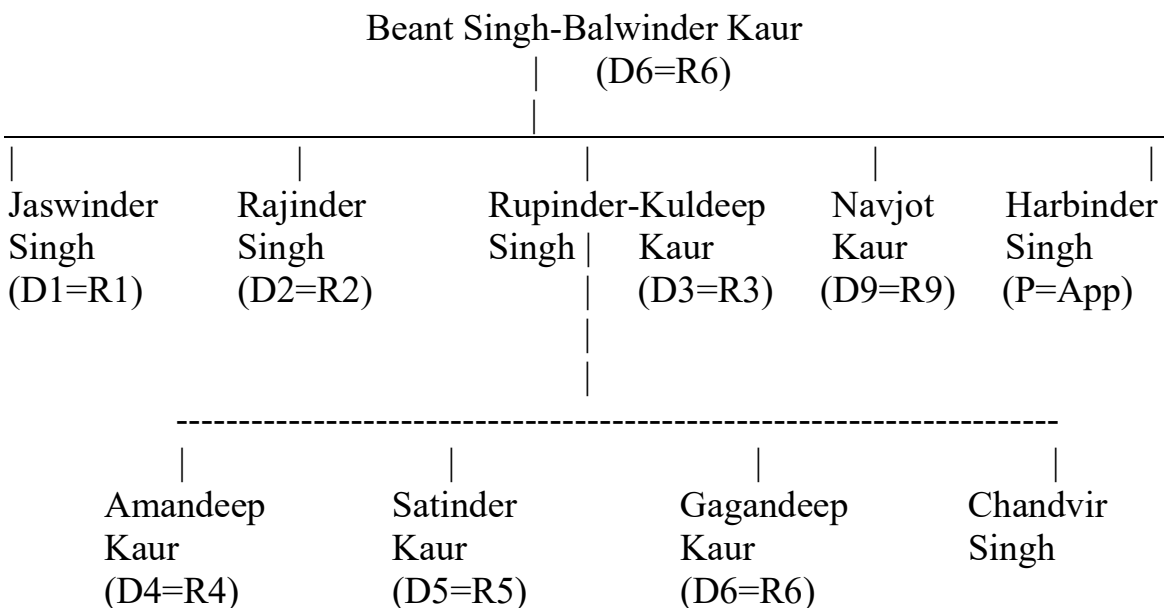 Beant Singh-Balwinder Kaur
(D6=R6)
Jaswinder Rajinder Rupinder-Kuldeep Navjot Harbinder
Singh Singh Singh Kaur Kaur Singh
(D1=R1) (D2=R2) (D3=R3) (D9=R9) (P=App)
Amandeep Satinder Gagandeep Chandvir
Kaur Kaur Kaur Singh
(D4=R4) (D5=R5) (D6=R6)